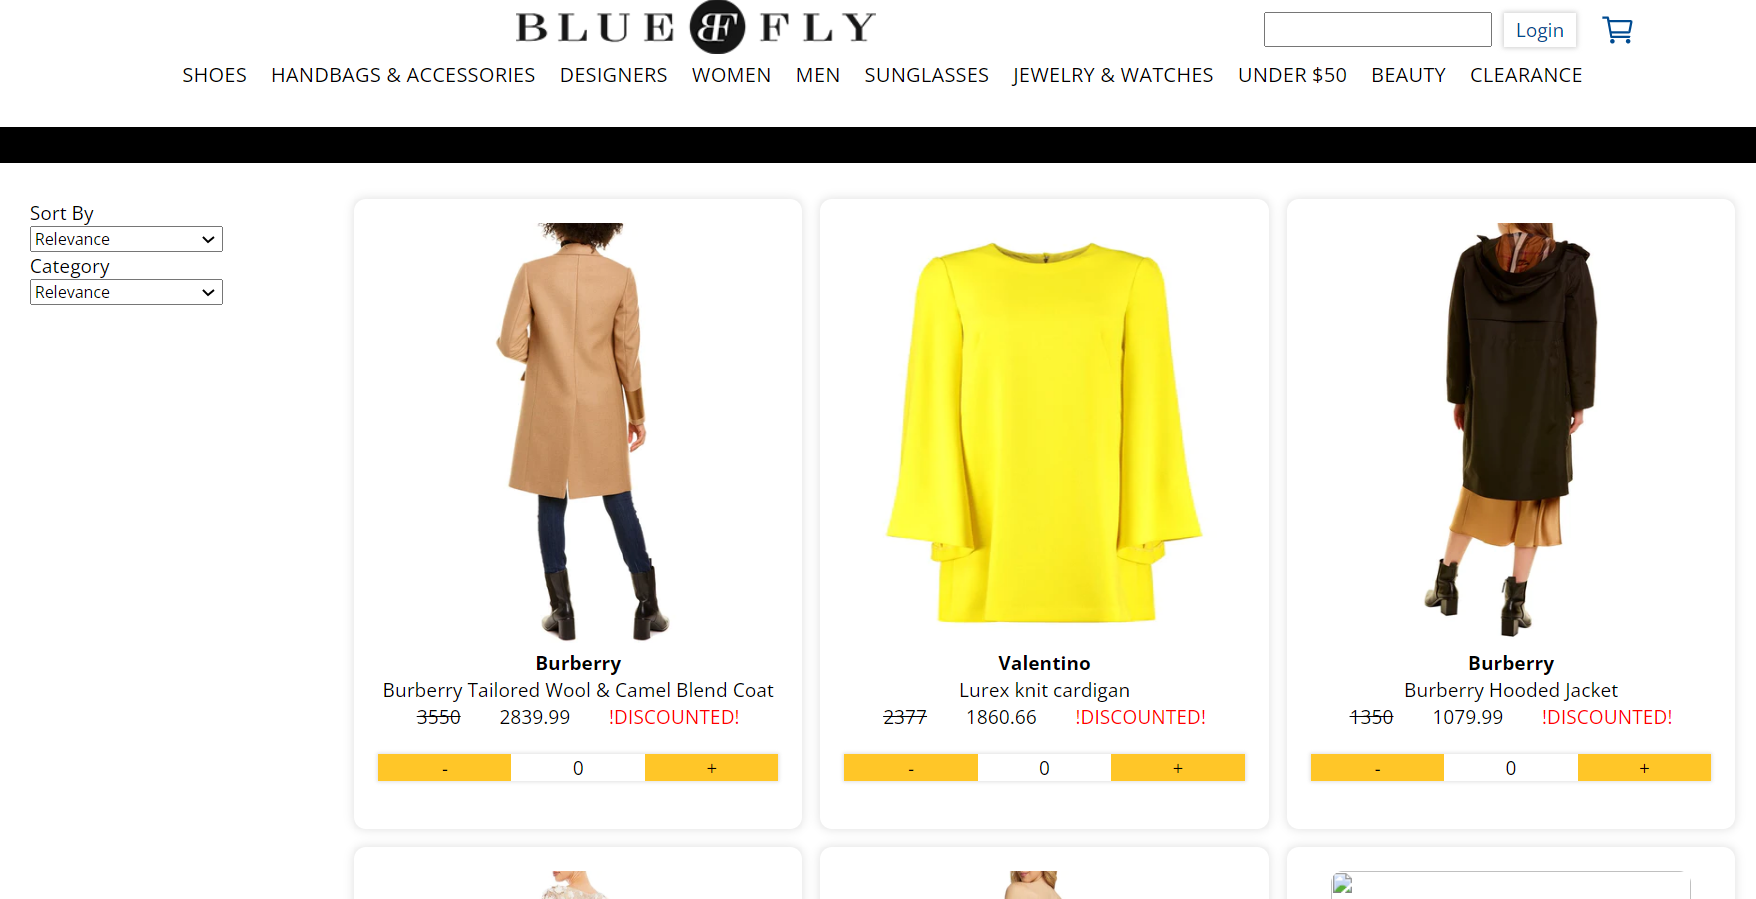 BLUE BF FLY
Login
SHOES HANDBAGS & ACCESSORIES DESIGNERS WOMEN MEN SUNGLASSES JEWELRY & WATCHES UNDER $50 BEAUTY CLEARANCE
Sort By
Relevance
Category
Relevance
Burberry
Burberry Tailored Wool & Camel Blend Coat
3550 2839.99 !DISCOUNTED!
- 0 +
Valentino
Lurex knit cardigan
2377 1860.66 !DISCOUNTED!
- 0 +
Burberry
Burberry Hooded Jacket
1350 1079.99 !DISCOUNTED!
- 0 +